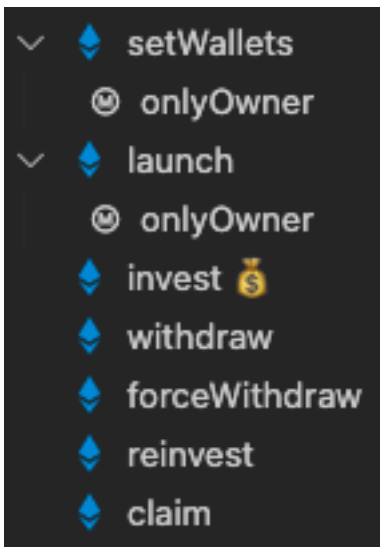 setWallets
onlyOwner
launch
onlyOwner
invest 💰
withdraw
forceWithdraw
reinvest
claim